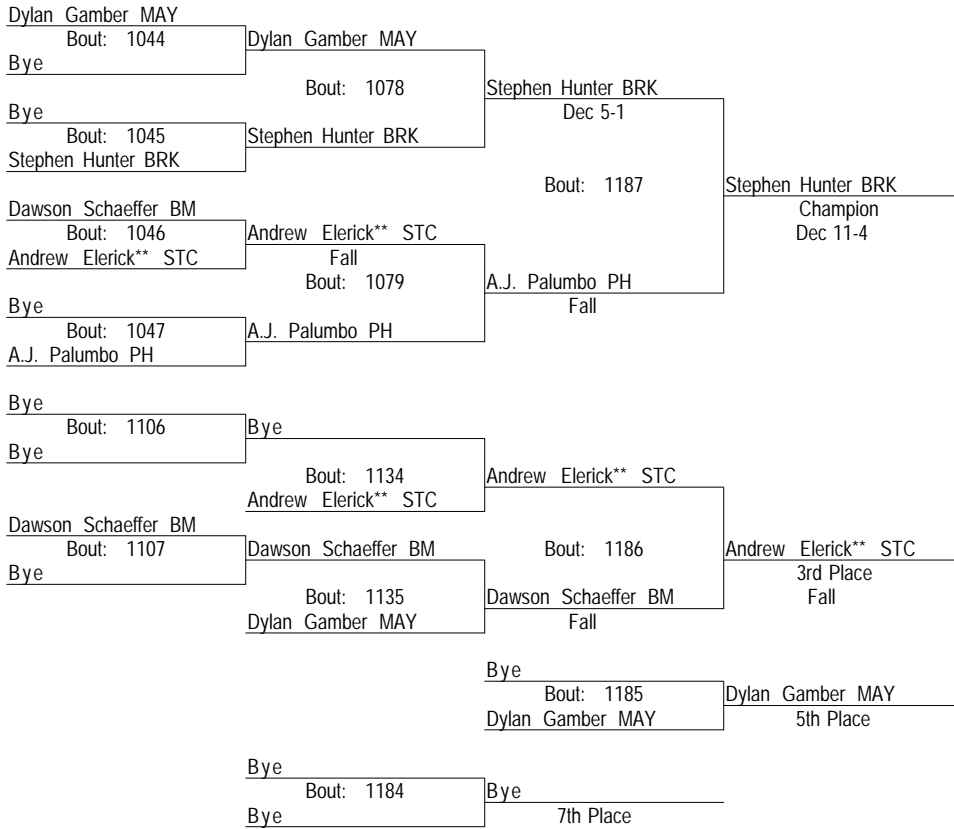 Dylan Gamber MAY
Bout: 1044
Bye
Dylan Gamber MAY
Bout: 1078
Bye
Bout: 1045
Stephen Hunter BRK
Stephen Hunter BRK
Stephen Hunter BRK
Dec 5-1
Bout: 1187
Dawson Schaeffer BM
Bout: 1046
Andrew Elerick** STC
Andrew Elerick** STC
Fall
Bout: 1079
Bye
Bout: 1047
A.J. Palumbo PH
A.J. Palumbo PH
A.J. Palumbo PH
Fall
Stephen Hunter BRK
Champion
Dec 11-4
Bye
Bout: 1106
Bye
Bye
Bout: 1134
Andrew Elerick** STC
Andrew Elerick** STC
Dawson Schaeffer BM
Bout: 1107
Bye
Dawson Schaeffer BM
Bout: 1135
Dylan Gamber MAY
Bout: 1186
Dawson Schaeffer BM
Fall
Andrew Elerick** STC
3rd Place
Fall
Bye
Bout: 1185
Dylan Gamber MAY
Dylan Gamber MAY
5th Place
Bye
Bout: 1184
Bye
Bye
7th Place